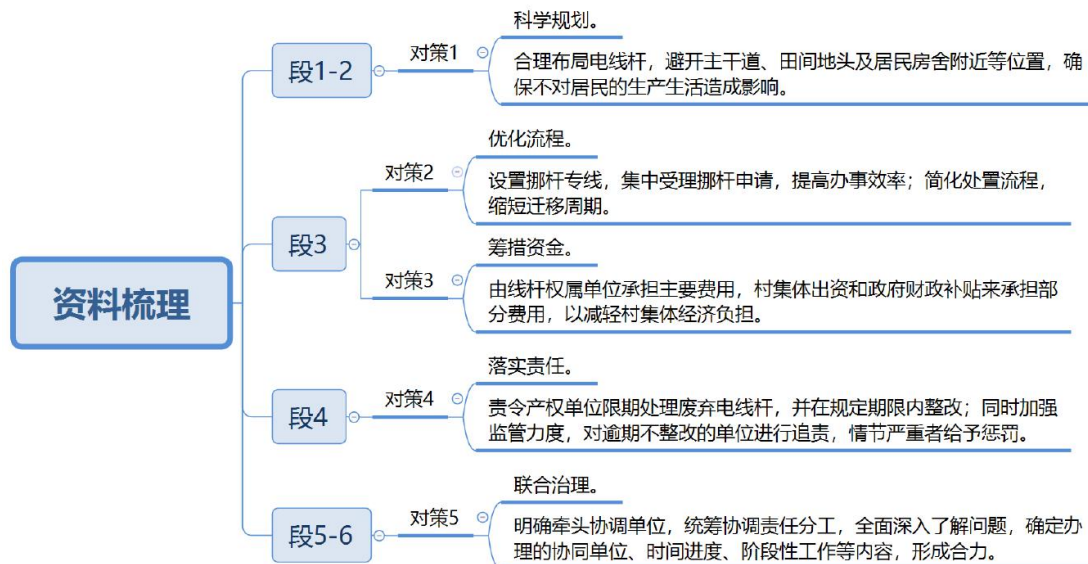 资料梳理
段1-2
对策1
科学规划。
合理布局电线杆，避开主干道、田间地头及居民房舍附近等位置，确
保不对居民的生产生活造成影响。
段3
对策2
优化流程。
设置挪杆专线，集中受理挪杆申请，提高办事效率；简化处置流程，
缩短迁移周期。
对策3
筹措资金。
由线杆权属单位承担主要费用，村集体出资和政府财政补贴来承担部
分费用，以减轻村集体经济负担。
段4
对策4
落实责任。
责令产权单位限期处理废弃电线杆，并在规定期限内整改；同时加强
监管力度，对逾期不整改的单位进行追责，情节严重者给予惩罚。
段5-6
对策5
联合治理。
明确牵头协调单位，统筹协调责任分工，全面深入了解问题，确定办
理的协同单位、时间进度、阶段性工作等内容，形成合力。